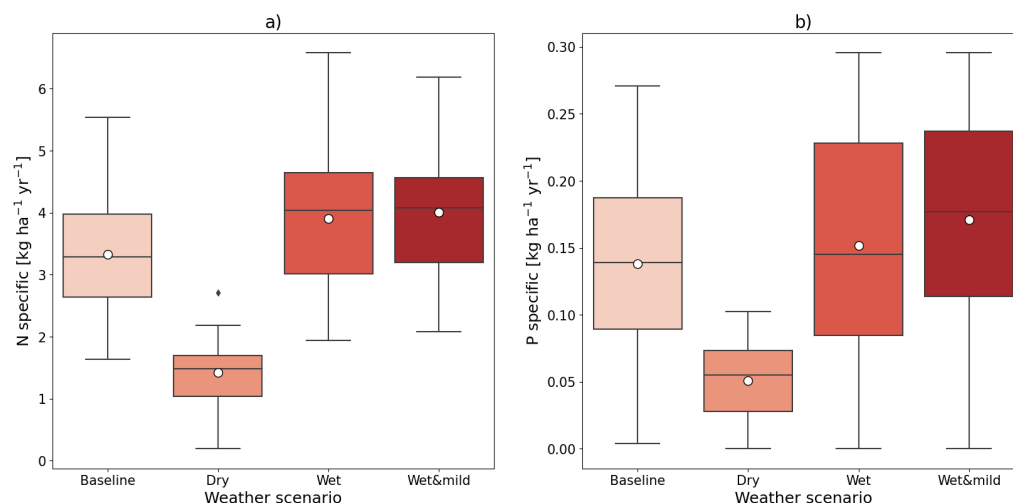 a)
N specific [kg ha⁻¹ yr⁻¹]
6
5
4
3
2
1
0
Baseline Dry Wet Wet&mild
Weather scenario
b)
P specific [kg ha⁻¹ yr⁻¹]
0.30
0.25
0.20
0.15
0.10
0.05
0.00
Baseline Dry Wet Wet&mild
Weather scenario